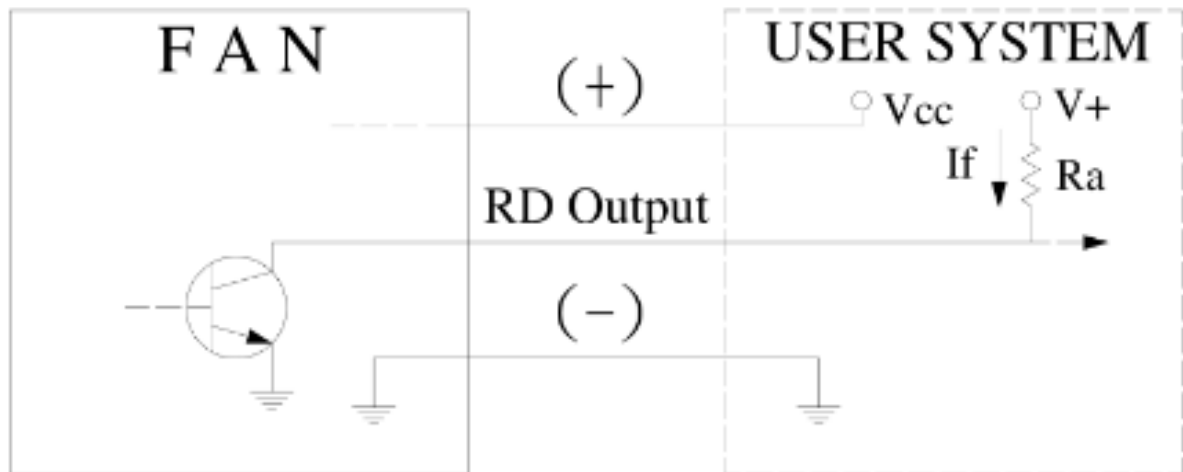 F A N
USER SYSTEM
(+)
Vcc
V+
If
Ra
RD Output
(-)